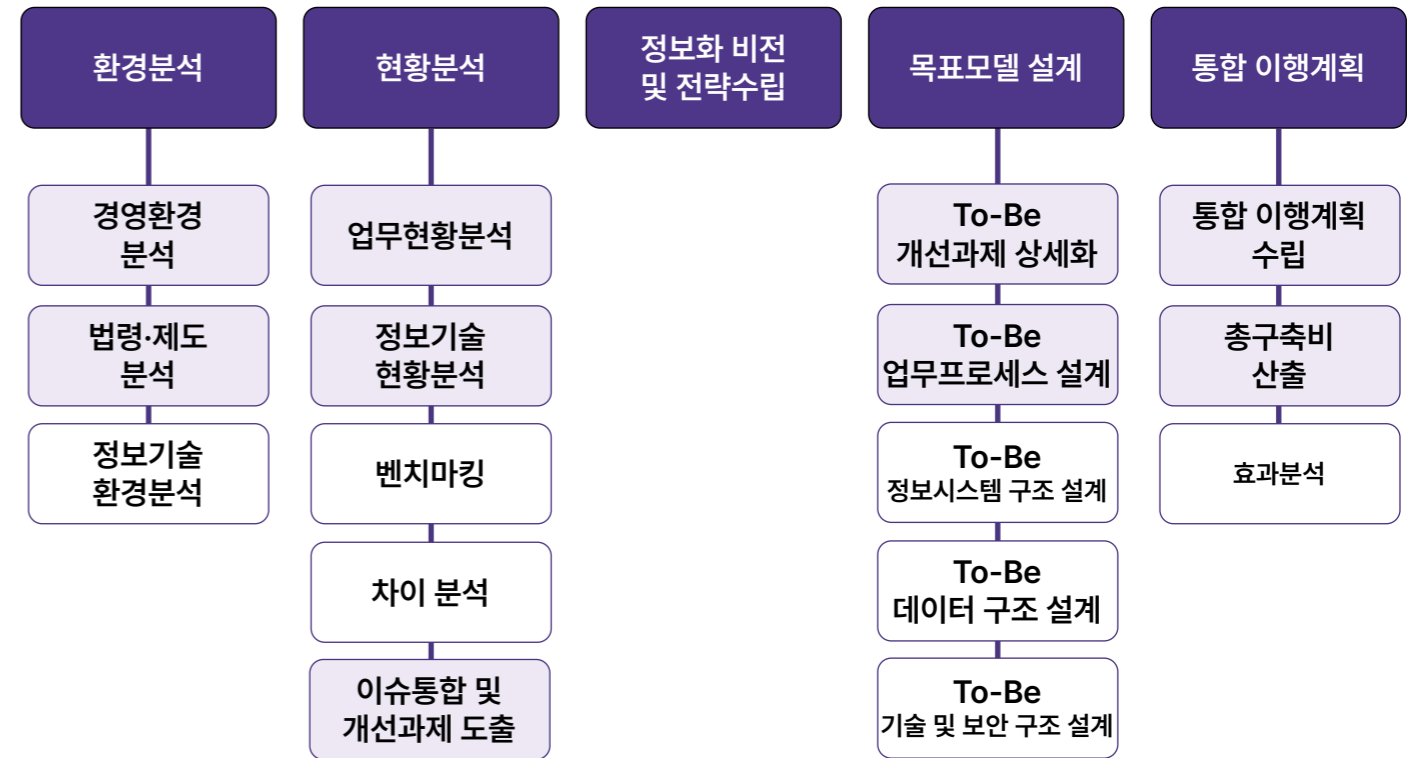 환경분석
현황분석
정보화 비전
및 전략수립
목표모델 설계
통합 이행계획
경영환경
분석
법령·제도
분석
정보기술
환경분석
업무현황분석
정보기술
현황분석
벤치마킹
차이 분석
이슈통합 및
개선과제 도출
To-Be
개선과제 상세화
To-Be
업무프로세스 설계
To-Be
정보시스템 구조 설계
To-Be
데이터 구조 설계
To-Be
기술 및 보안 구조 설계
통합 이행계획
수립
총구축비
산출
효과분석